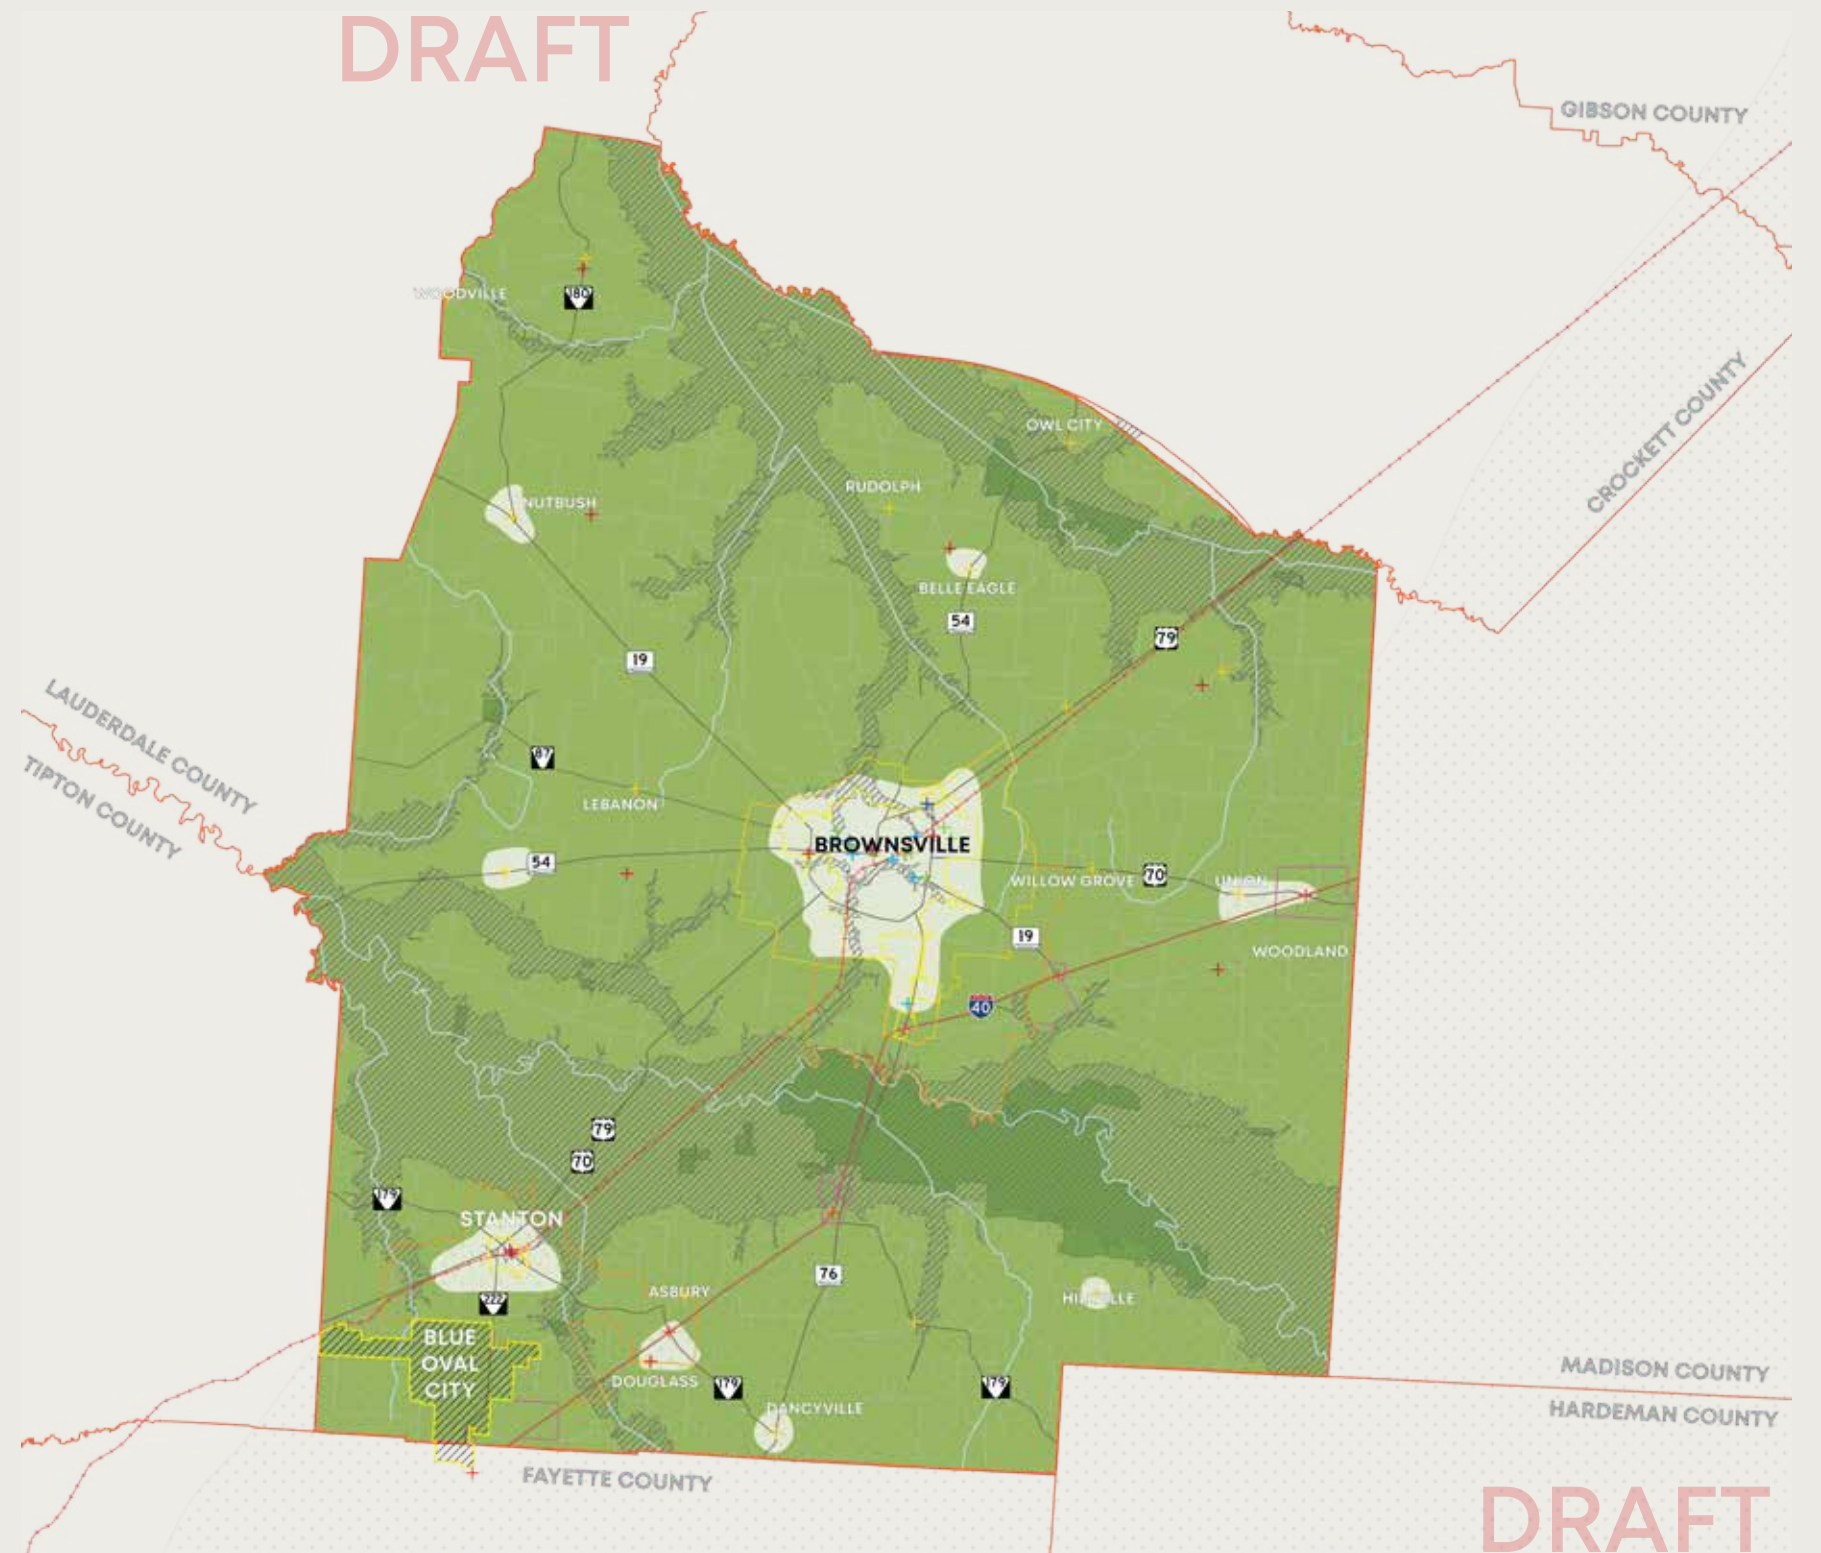 DRAFT
GIBSON COUNTY
WOODVILLE
180
CROCKETT COUNTY
OWL CITY
RUDOLPH
NUTBUSH
BELLE EAGLE
54
79
19
LAUDERDALE COUNTY
TIPTON COUNTY
87
LEBANON
BROWNSVILLE
54
WILLOW GROVE
70
UNION
19
WOODLAND
40
79
70
179
STANTON
76
ASBURY
HILLVILLE
222
BLUE
OVAL
CITY
DOUGLASS
179
179
DANCYVILLE
MADISON COUNTY
HARDEMAN COUNTY
FAYETTE COUNTY
DRAFT